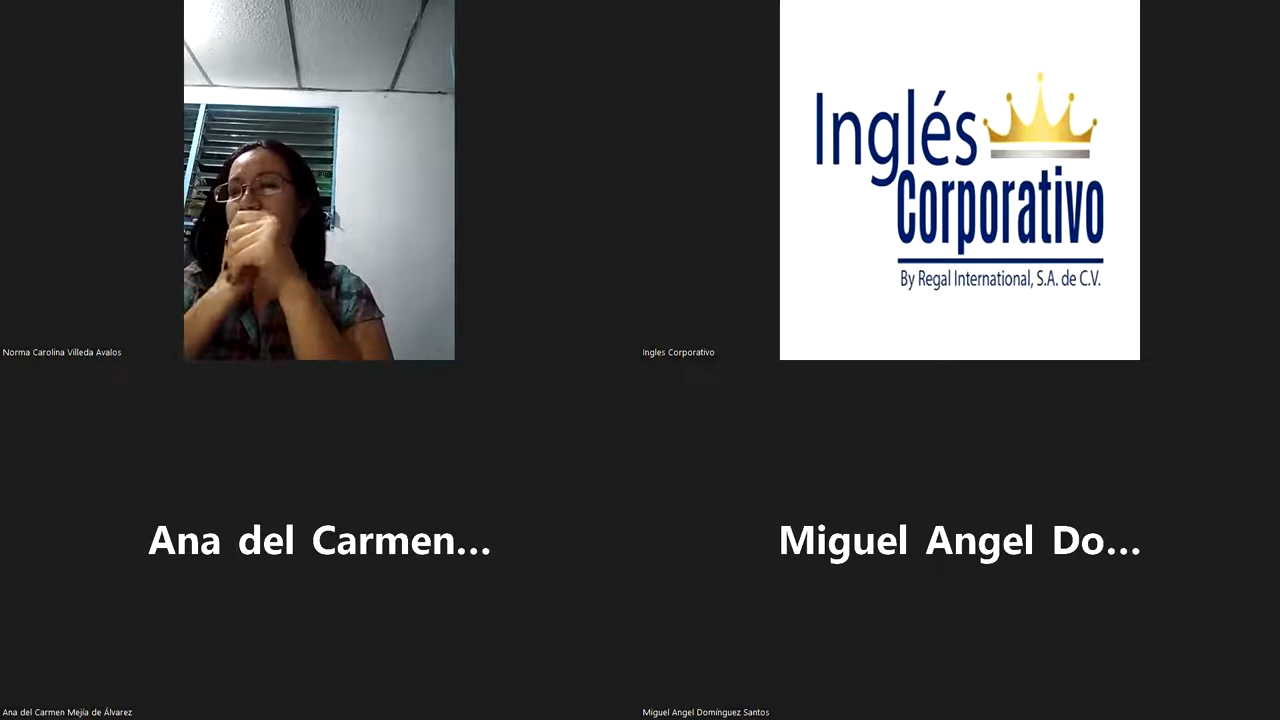 Norma Carolina Villeda Avalos
Inglés
Corporativo
By Regal International, S.A. de C.V.
Ingles Corporativo
Ana del Carmen...
Miguel Angel Do...
Ana del Carmen Mejía de Álvarez
Miguel Angel Domínguez Santos